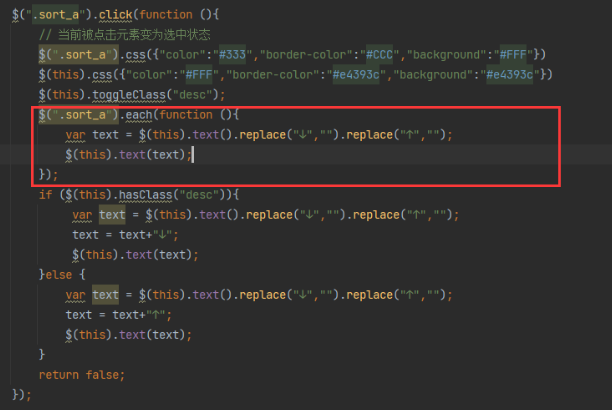 $(".sort_a").click(function (){
// 当前被点击元素变为选中状态
$(".sort_a").css({"color":"#333","border-color":"#CCC","background":"#FFF"})
$(this).css({"color":"#FFF","border-color":"#e4393c","background":"#e4393c"})
$(this).toggleClass("desc");
$(".sort_a").each(function (){
var text = $(this).text().replace("↓","").replace("↑","");
$(this).text(text);
});
if ($(this).hasClass("desc")){
var text = $(this).text().replace("↓","").replace("↑","");
text = text+"↓";
$(this).text(text);
}else {
var text = $(this).text().replace("↓","").replace("↑","");
text = text+"↑";
$(this).text(text);
}
return false;
});